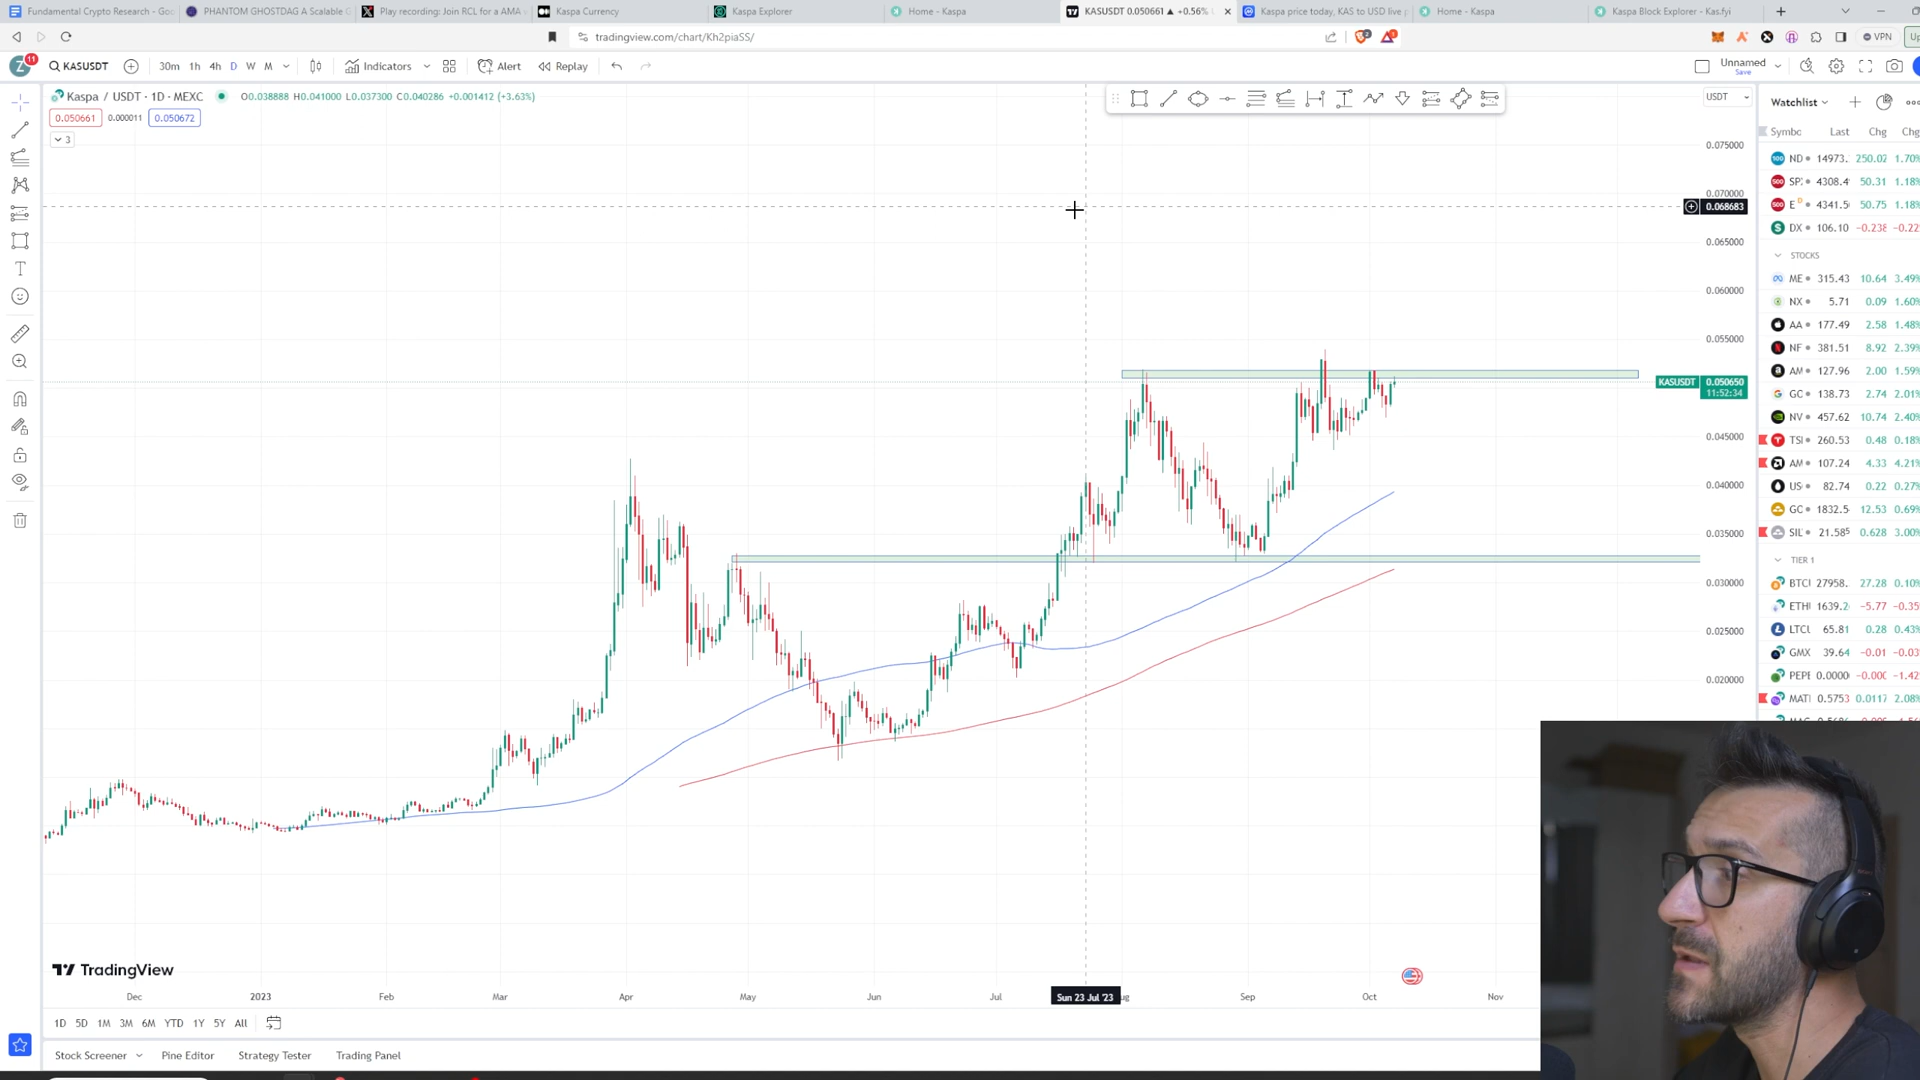 Fundamental Crypto Research - Goo
PHANTOM GHOSTDAG A Scalable G
Play recording: Join RCL for a AMA
Kaspa Currency
Kaspa Explorer
Home - Kaspa
KASUSDT 0.050661 ▲ +0.56%
Kaspa price today, KAS to USD live
Home - Kaspa
Kaspa Block Explorer - Kas.fyi
tradingview.com/chart/Kh2piaSS/
VPN
Up
11
KASUSDT
30m 1h 4h D W M
Indicators
Alert
Replay
Unnamed
Save
Kaspa / USDT · 1D · MEXC
O0.038888 H0.041000 L0.037300 C0.040286 +0.001412 (+3.63%)
0.050661 0.000011 0.050672
3
USDT
0.075000
0.070000
0.068683
0.065000
0.060000
0.055000
KASUSDT 0.050650
11:52:34
0.045000
0.040000
0.035000
0.030000
0.025000
0.020000
Watchlist
Symbo Last Chg Chg
ND 14973. 250.02 1.70%
SP 4308.4 50.31 1.18%
E D 4341.5 50.75 1.18%
DX 106.10 −0.238 −0.22
STOCKS
ME 315.43 10.64 3.49%
NX 5.71 0.09 1.60%
AA 177.49 2.58 1.48%
NF 381.51 8.92 2.39%
AM 127.96 2.00 1.59%
GC 138.73 2.74 2.01%
NV 457.62 10.74 2.40%
TSI 260.53 0.48 0.18%
AM 107.24 4.33 4.21%
US 82.74 0.22 0.27%
GC 1832.5 12.53 0.69%
SIL 21.585 0.628 3.00%
TIER 1
BTC 27958. 27.28 0.10%
ETH 1639.2 −5.77 −0.35
LTC 65.81 0.28 0.43%
GMX 39.64 −0.01 −0.03
PEPE 0.0000 −0.00 −1.42
MATI 0.5753 0.0117 2.08%
TradingView
Dec 2023 Feb Mar Apr May Jun Jul Sun 23 Jul '23 ug Sep Oct Nov
1D 5D 1M 3M 6M YTD 1Y 5Y All
Stock Screener
Pine Editor
Strategy Tester
Trading Panel